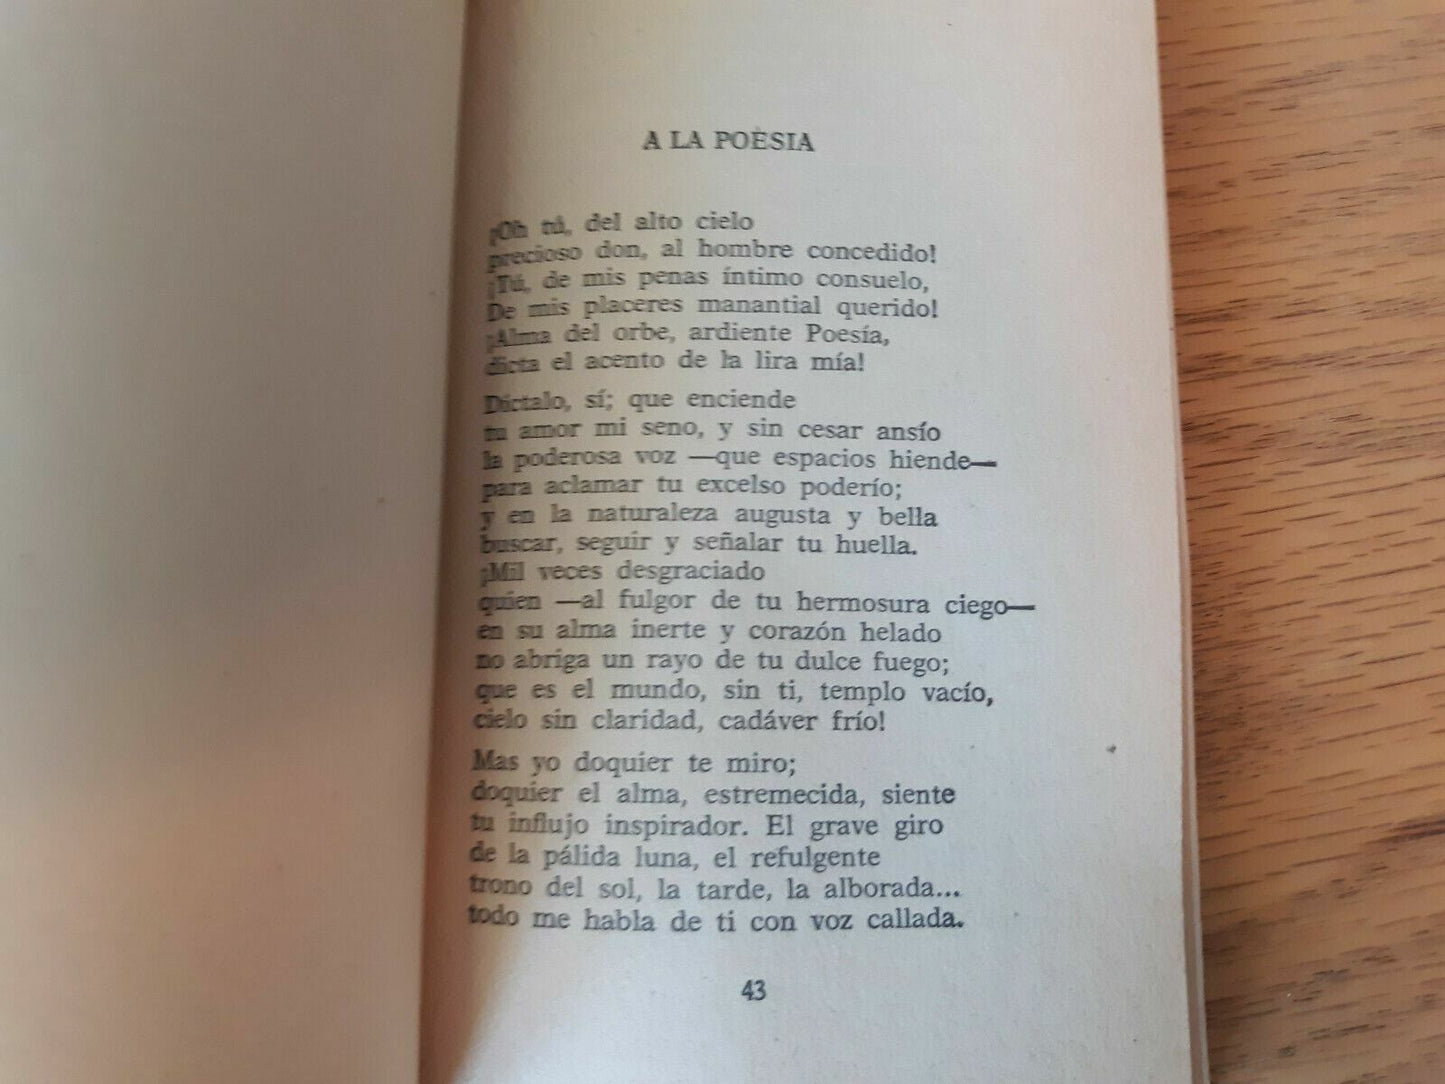 A LA POÈSIA
¡Oh tú, del alto cielo
precioso don, al hombre concedido!
¡Tú, de mis penas íntimo consuelo,
De mis placeres manantial querido!
¡Alma del orbe, ardiente Poesía,
dicta el acento de la lira mía!
Díctalo, sí; que enciende
tu amor mi seno, y sin cesar ansío
la poderosa voz —que espacios hiende—
para aclamar tu excelso poderío;
y en la naturaleza augusta y bella
buscar, seguir y señalar tu huella.
¡Mil veces desgraciado
quien —al fulgor de tu hermosura ciego—
en su alma inerte y corazón helado
no abriga un rayo de tu dulce fuego;
que es el mundo, sin ti, templo vacío,
cielo sin claridad, cadáver frío!
Mas yo doquier te miro;
doquier el alma, estremecida, siente
tu influjo inspirador. El grave giro
de la pálida luna, el refulgente
trono del sol, la tarde, la alborada...
todo me habla de ti con voz callada.
43